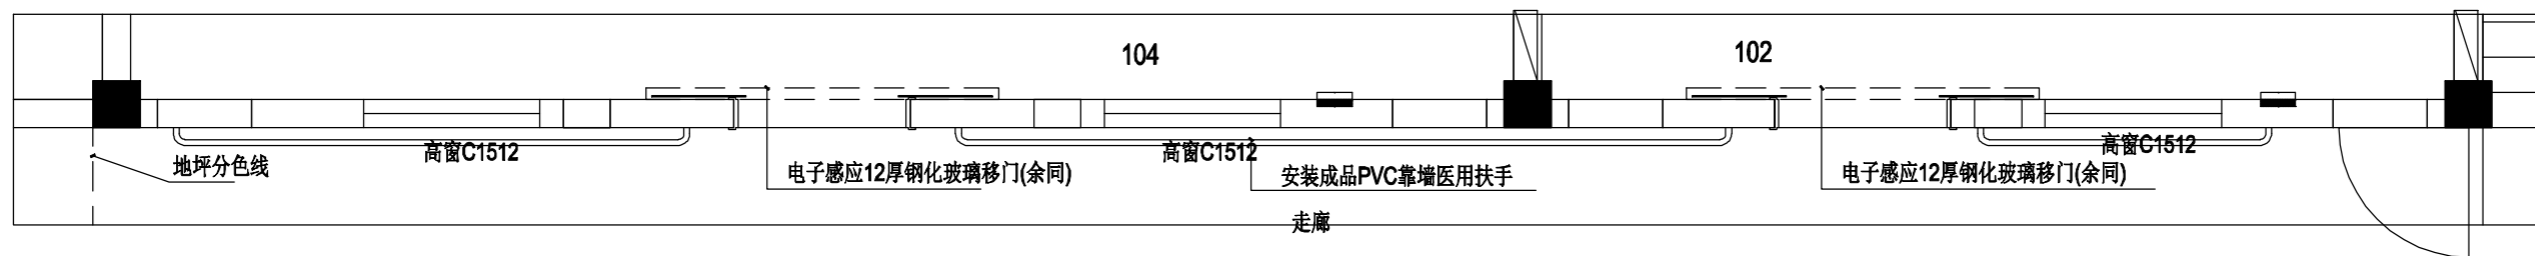 104
102
高窗C1512
高窗C1512
高窗C1512
地坪分色线
电子感应12厚钢化玻璃移门(余同)
安装成品PVC靠墙医用扶手
电子感应12厚钢化玻璃移门(余同)
走廊